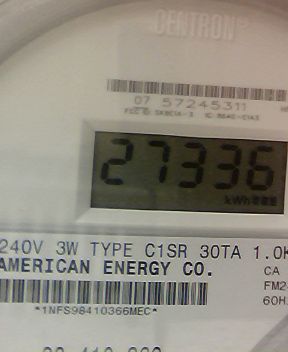 CENTRON®
07 57245311
27336
kWh
240V 3W TYPE C1SR 30TA 1.0K
AMERICAN ENERGY CO.
CA
FM2
60H
*1NFS98410366MEC*